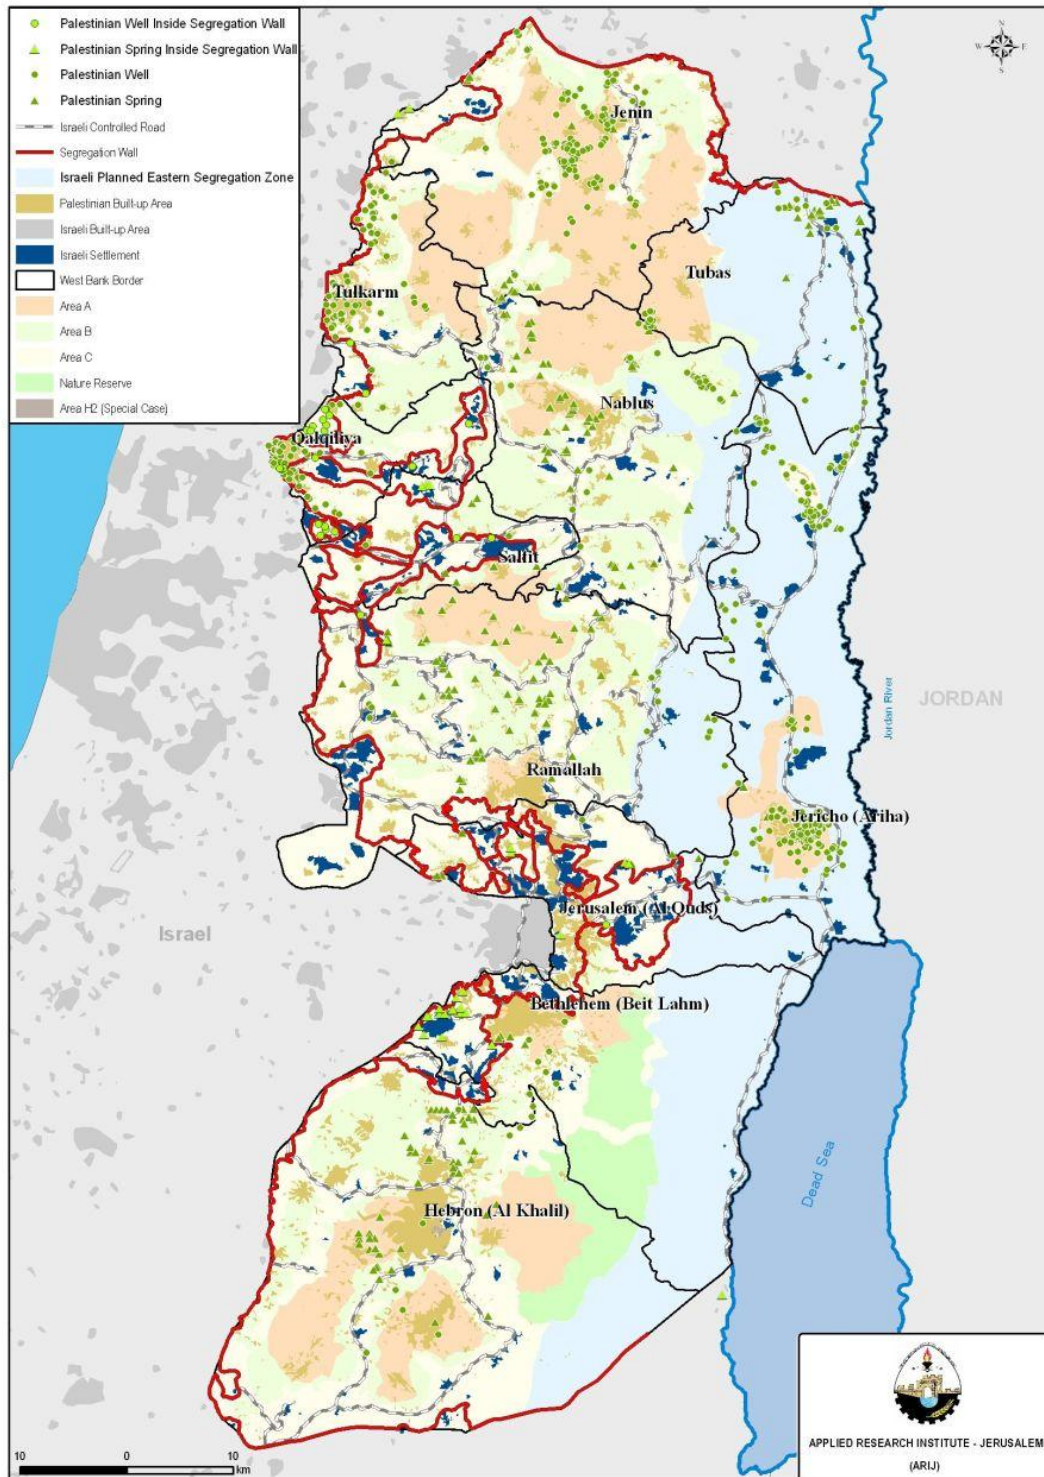 Palestinian Well Inside Segregation Wall
Palestinian Spring Inside Segregation Wall
Palestinian Well
Palestinian Spring
Israeli Controlled Road
Segregation Wall
Israeli Planned Eastern Segregation Zone
Palestinian Built-up Area
Israeli Built-up Area
Israeli Settlement
West Bank Border
Area A
Area B
Area C
Nature Reserve
Area H2 (Special Case)
N
W E
S
Jenin
Tubas
Tulkarm
Nablus
Qalqiliya
Salfit
JORDAN
Jordan River
Ramallah
Jericho (Ariha)
Jerusalem (Al Quds)
Israel
Bethlehem (Beit Lahm)
Dead Sea
Hebron (Al Khalil)
APPLIED RESEARCH INSTITUTE - JERUSALEM
(ARIJ)
10 0 10
km